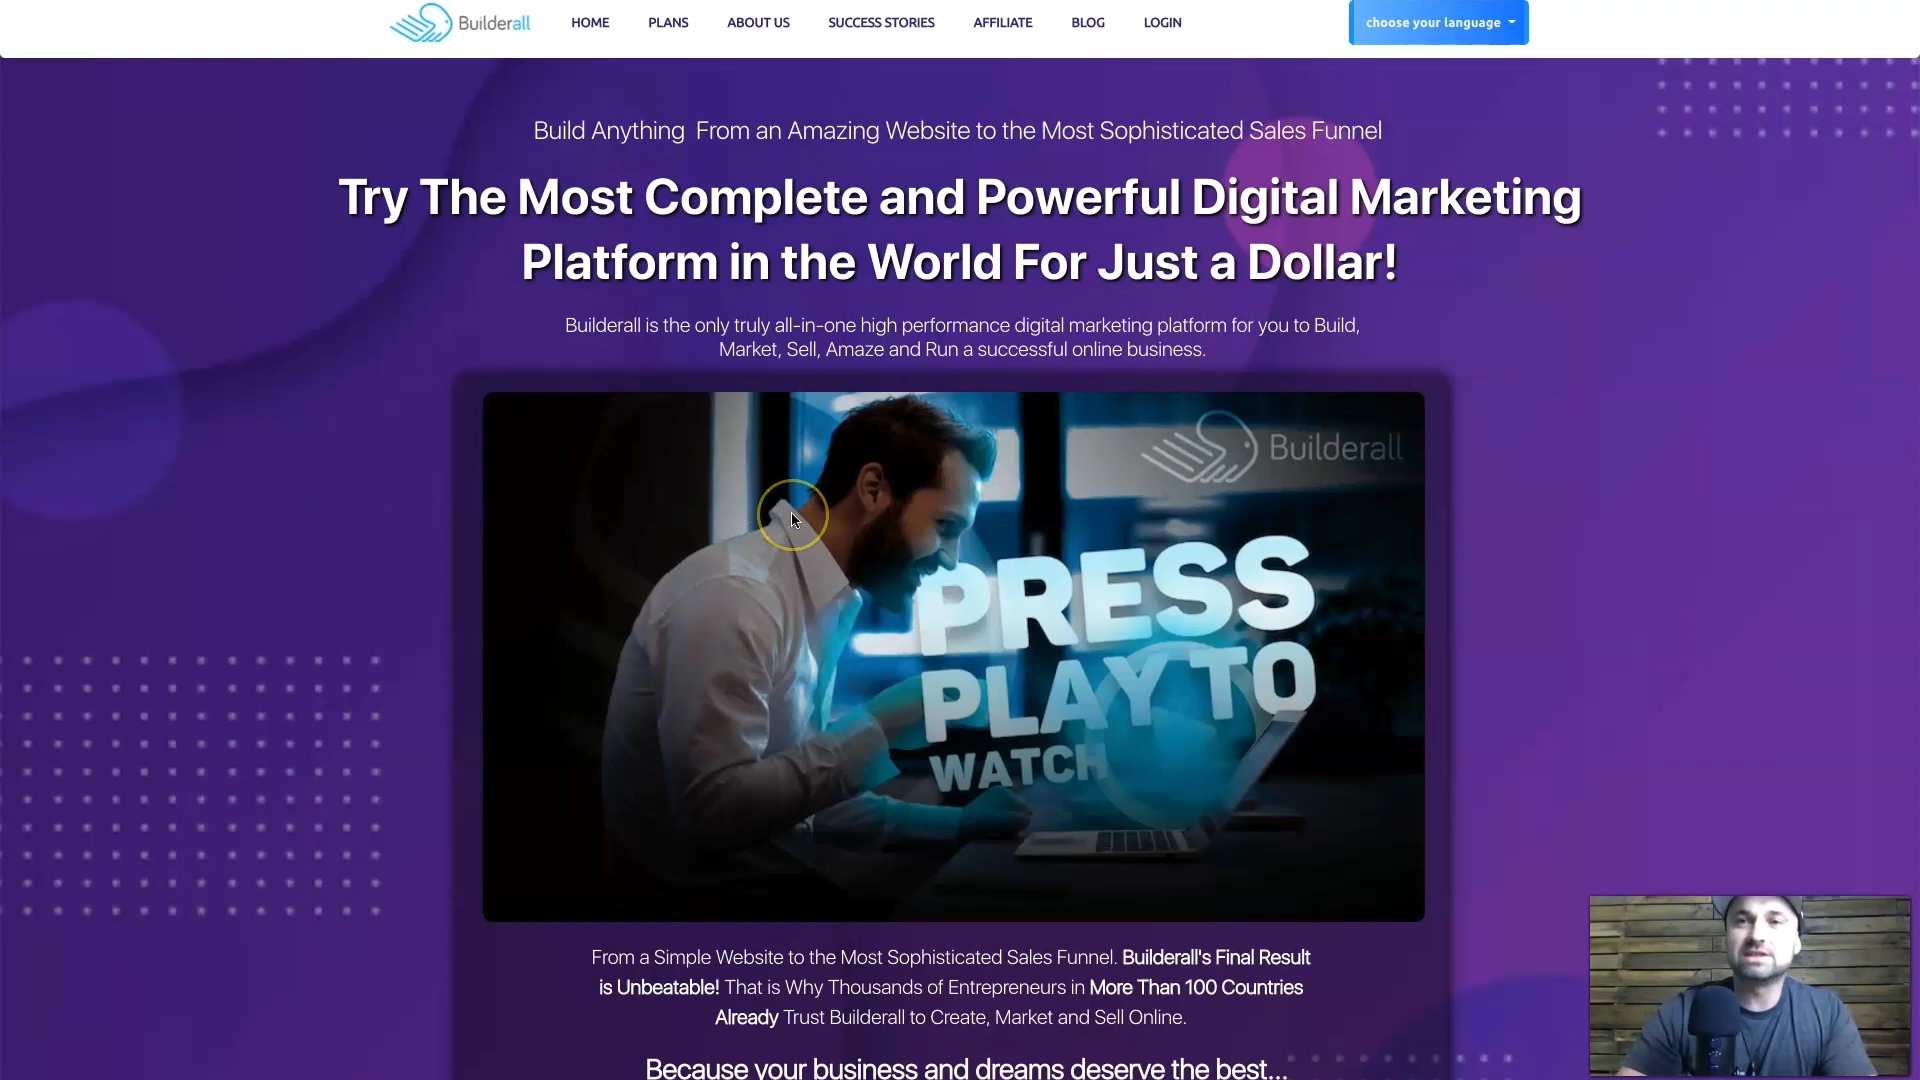 Builderall
HOME
PLANS
ABOUT US
SUCCESS STORIES
AFFILIATE
BLOG
LOGIN
choose your language
Build Anything From an Amazing Website to the Most Sophisticated Sales Funnel
Try The Most Complete and Powerful Digital Marketing
Platform in the World For Just a Dollar!
Builderall is the only truly all-in-one high performance digital marketing platform for you to Build,
Market, Sell, Amaze and Run a successful online business.
Builderall
PRESS
PLAY TO
WATCH
From a Simple Website to the Most Sophisticated Sales Funnel. Builderall's Final Result
is Unbeatable! That is Why Thousands of Entrepreneurs in More Than 100 Countries
Already Trust Builderall to Create, Market and Sell Online.
Because your business and dreams deserve the best...